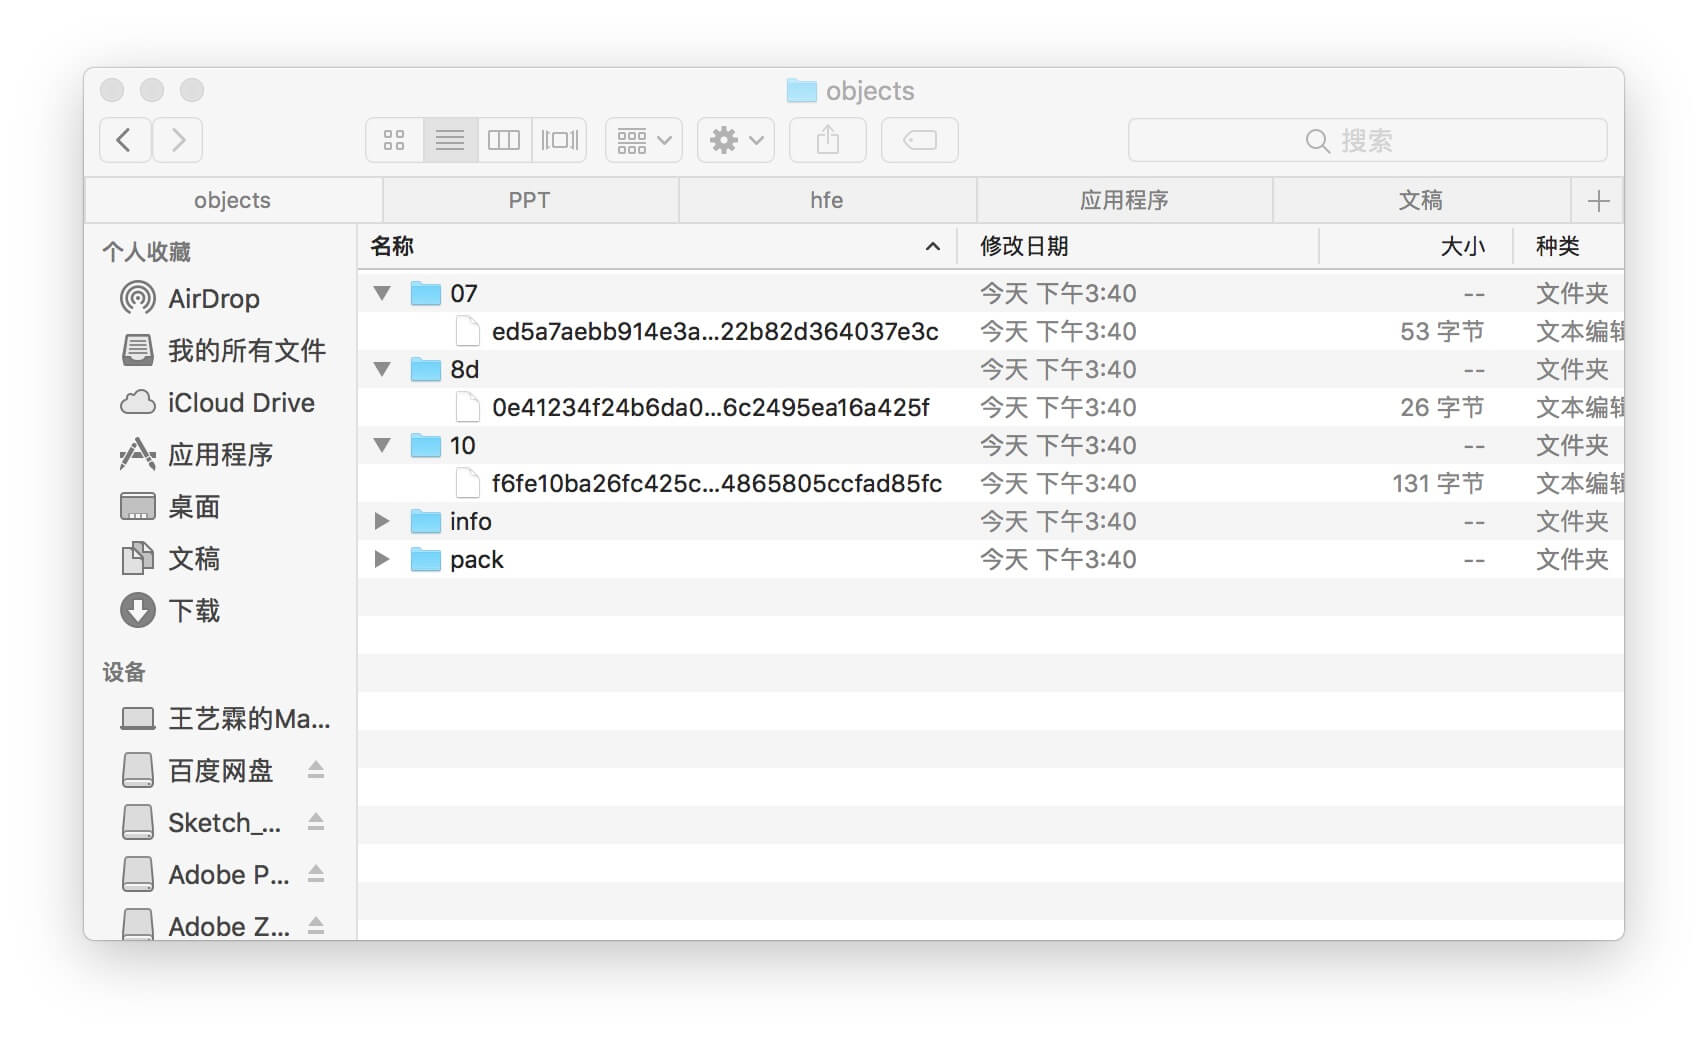 objects
搜索
objects PPT hfe 应用程序 文稿
个人收藏
AirDrop
我的所有文件
iCloud Drive
应用程序
桌面
文稿
下载
设备
王艺霖的Ma...
百度网盘
Sketch_...
Adobe P...
Adobe Z...
名称 修改日期 大小 种类
07 今天 下午3:40 -- 文件夹
ed5a7aebb914e3a...22b82d364037e3c 今天 下午3:40 53 字节 文本编辑
8d 今天 下午3:40 -- 文件夹
0e41234f24b6da0...6c2495ea16a425f 今天 下午3:40 26 字节 文本编辑
10 今天 下午3:40 -- 文件夹
f6fe10ba26fc425c...4865805ccfad85fc 今天 下午3:40 131 字节 文本编辑
info 今天 下午3:40 -- 文件夹
pack 今天 下午3:40 -- 文件夹